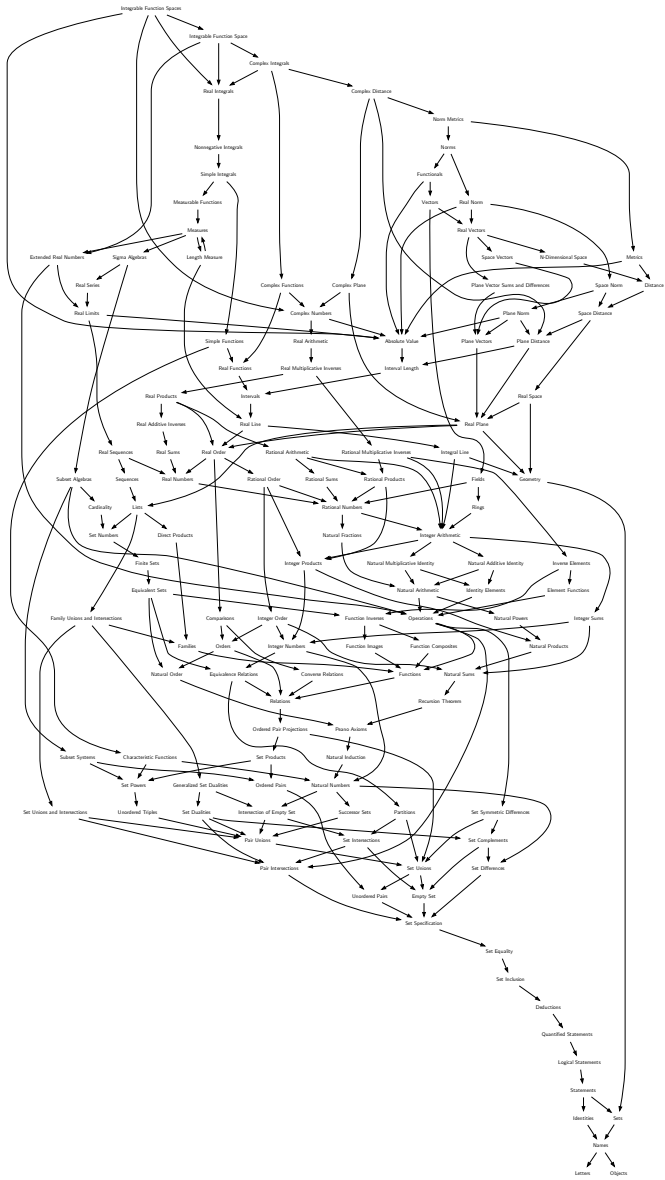 Integrable Function Spaces
Integrable Function Space
Complex Integrals
Real Integrals
Complex Distance
Norm Metrics
Nonnegative Integrals
Norms
Simple Integrals
Functionals
Measurable Functions
Vectors
Real Norm
Measures
Real Vectors
Extended Real Numbers
Sigma Algebras
Length Measure
Space Vectors
N-Dimensional Space
Metrics
Real Series
Complex Functions
Complex Plane
Plane Vector Sums and Differences
Space Norm
Distance
Real Limits
Complex Numbers
Plane Norm
Space Distance
Simple Functions
Real Arithmetic
Absolute Value
Plane Vectors
Plane Distance
Real Functions
Real Multiplicative Inverses
Interval Length
Real Products
Intervals
Real Space
Real Additive Inverses
Real Line
Real Plane
Real Sequences
Real Sums
Real Order
Rational Arithmetic
Rational Multiplicative Inverses
Integral Line
Subset Algebras
Sequences
Real Numbers
Rational Order
Rational Sums
Rational Products
Fields
Geometry
Cardinality
Lists
Rational Numbers
Rings
Set Numbers
Direct Products
Natural Fractions
Integer Arithmetic
Finite Sets
Integer Products
Natural Multiplicative Identity
Natural Additive Identity
Inverse Elements
Equivalent Sets
Natural Arithmetic
Identity Elements
Element Functions
Family Unions and Intersections
Comparisons
Integer Order
Function Inverses
Operations
Natural Powers
Integer Sums
Families
Orders
Integer Numbers
Function Images
Function Composites
Natural Products
Natural Order
Equivalence Relations
Converse Relations
Functions
Natural Sums
Relations
Recursion Theorem
Ordered Pair Projections
Peano Axioms
Subset Systems
Characteristic Functions
Set Products
Natural Induction
Set Powers
Generalized Set Dualities
Ordered Pairs
Natural Numbers
Set Unions and Intersections
Unordered Triples
Set Dualities
Intersection of Empty Set
Successor Sets
Partitions
Set Symmetric Differences
Pair Unions
Set Intersections
Set Complements
Pair Intersections
Set Unions
Set Differences
Unordered Pairs
Empty Set
Set Specification
Set Equality
Set Inclusion
Deductions
Quantified Statements
Logical Statements
Statements
Identities
Sets
Names
Letters
Objects